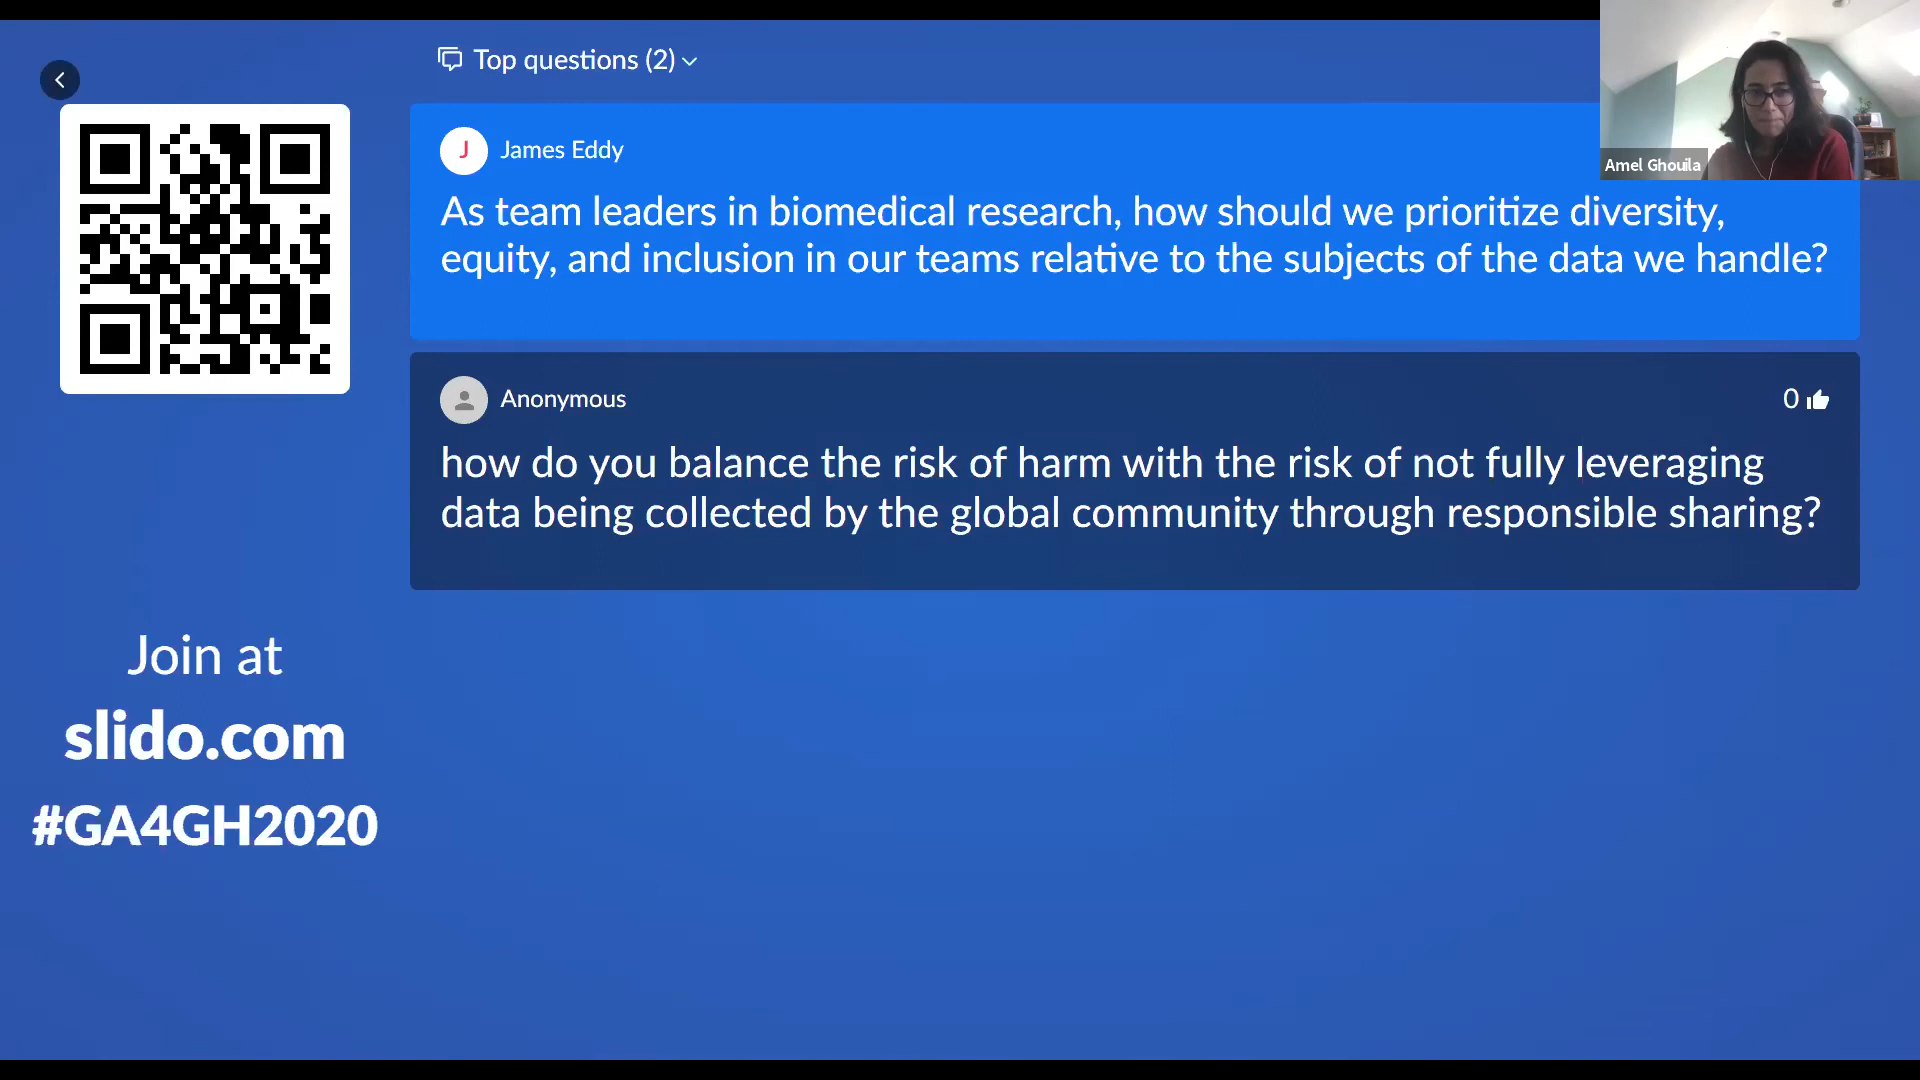 Top questions (2)
Amel Ghouila
J James Eddy
As team leaders in biomedical research, how should we prioritize diversity,
equity, and inclusion in our teams relative to the subjects of the data we handle?
Anonymous 0
how do you balance the risk of harm with the risk of not fully leveraging
data being collected by the global community through responsible sharing?
Join at
slido.com
#GA4GH2020